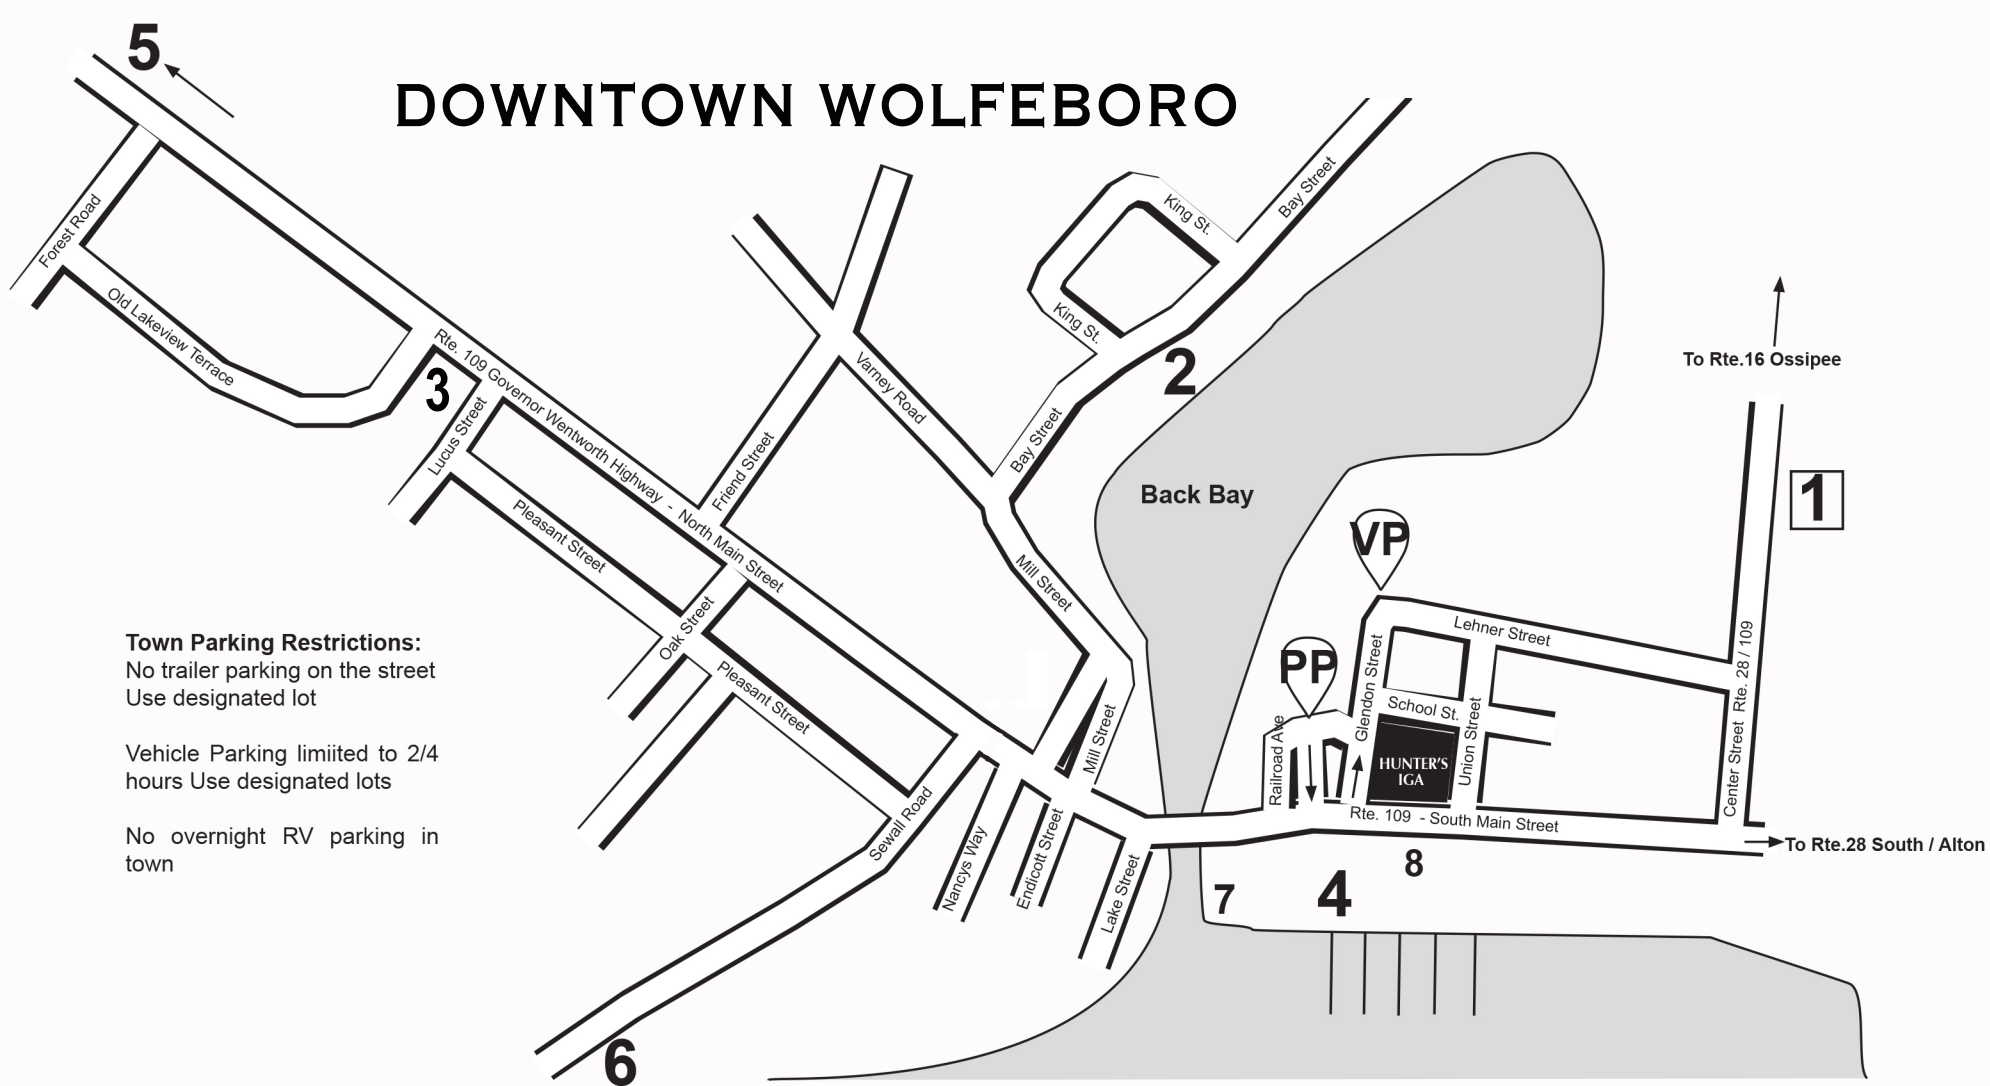 5
DOWNTOWN WOLFEBORO
Forest Road
Old Lakeview Terrace
3
Lucus Street
Rte. 109 Governor Wentworth Highway - North Main Street
Pleasant Street
Friend Street
Varney Road
King St.
King St.
Bay Street
Bay Street
2
Back Bay
Mill Street
Mill Street
Oak Street
Pleasant Street
Sewall Road
Nancys Way
Endicott Street
Lake Street
6
To Rte.16 Ossipee
1
VP
PP
Lehner Street
Glendon Street
School St.
Union Street
Railroad Ave
HUNTER'S
IGA
Center Street Rte. 28 / 109
Rte. 109 - South Main Street
To Rte.28 South / Alton
7
4
8
Town Parking Restrictions:
No trailer parking on the street
Use designated lot
Vehicle Parking limiited to 2/4
hours Use designated lots
No overnight RV parking in
town